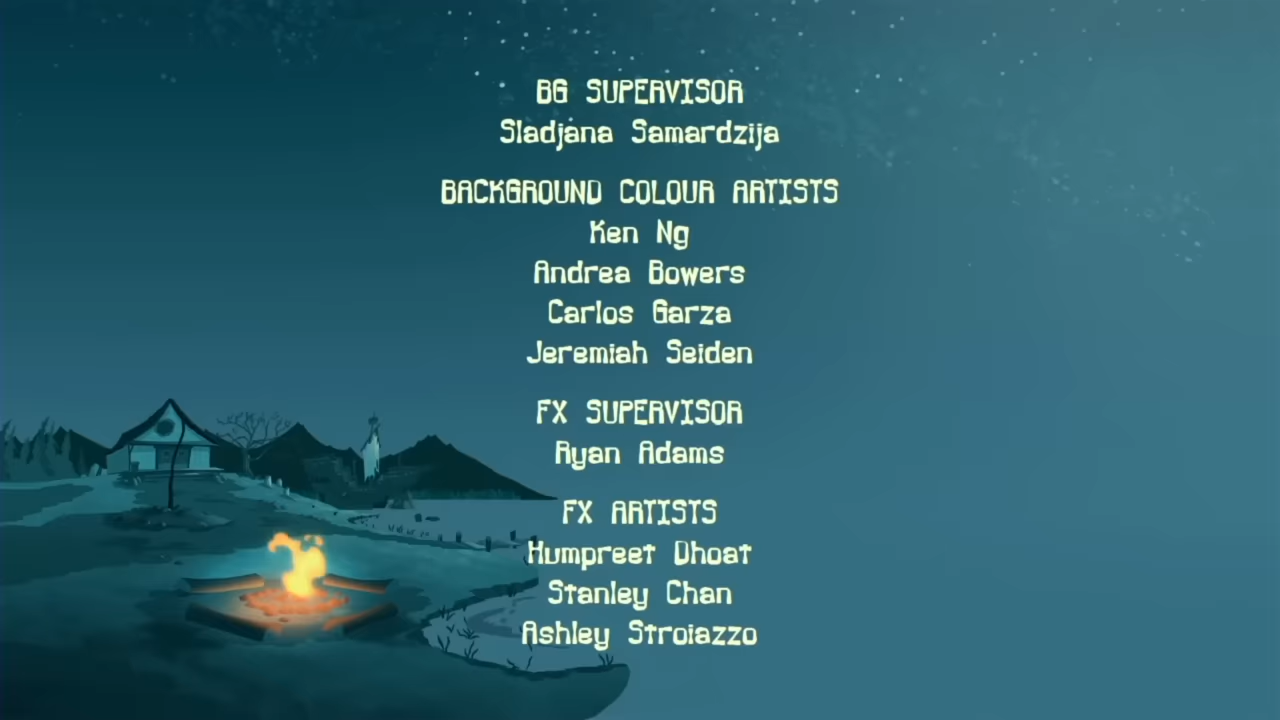 BG SUPERVISOR
Sladjana Samardzija
BACKGROUND COLOUR ARTISTS
Ken Ng
Andrea Bowers
Carlos Garza
Jeremiah Seiden
FX SUPERVISOR
Ryan Adams
FX ARTISTS
Humpreet Dhoat
Stanley Chan
Ashley Stroiazzo